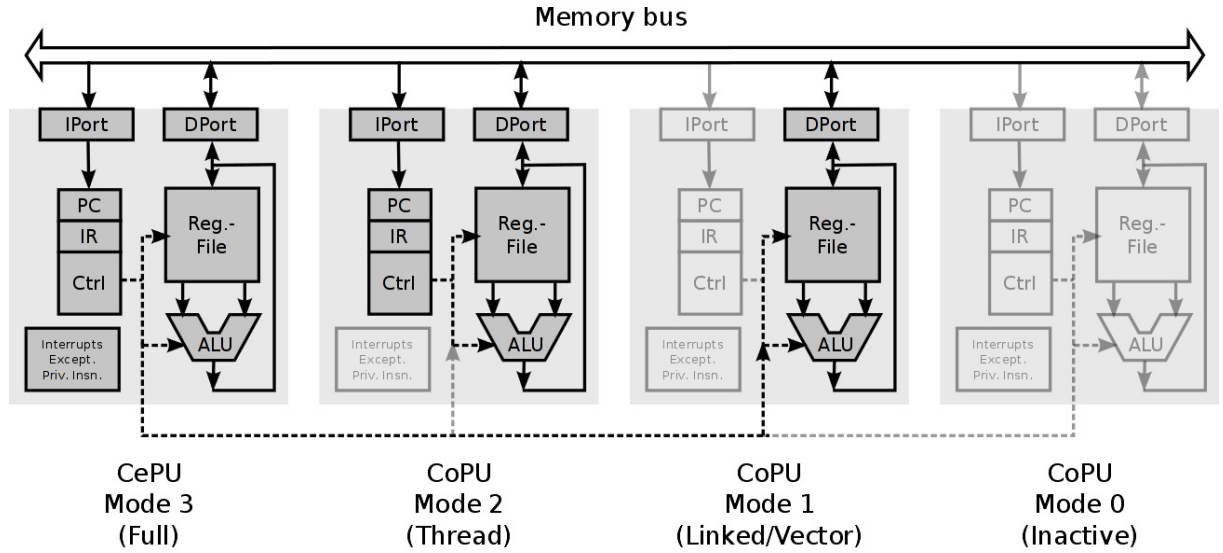 Memory bus
IPort
DPort
PC
IR
Ctrl
Reg.-
File
ALU
Interrupts
Except.
Priv. Insn.
CePU
Mode 3
(Full)
IPort
DPort
PC
IR
Ctrl
Reg.-
File
ALU
Interrupts
Except.
Priv. Insn.
CoPU
Mode 2
(Thread)
IPort
DPort
PC
IR
Ctrl
Reg.-
File
ALU
Interrupts
Except.
Priv. Insn.
CoPU
Mode 1
(Linked/Vector)
IPort
DPort
PC
IR
Ctrl
Reg.-
File
ALU
Interrupts
Except.
Priv. Insn.
CoPU
Mode 0
(Inactive)